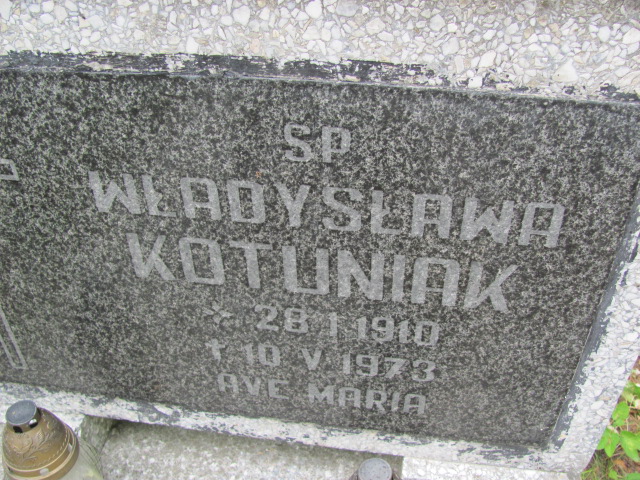 SP
WŁADYSŁAWA
KOTUNIAK
* 28 I 1910
† 10 V 1973
AVE MARIA